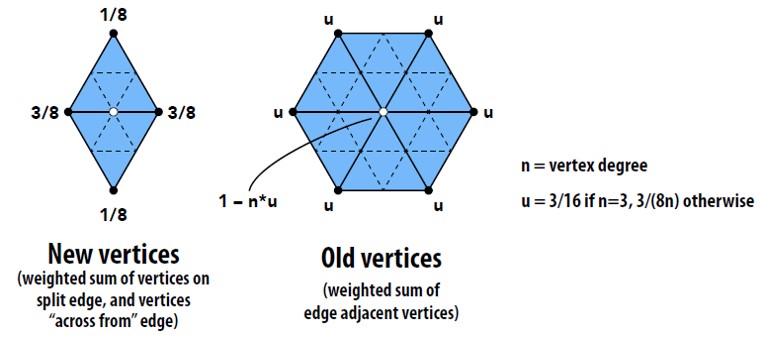 1/8
3/8
3/8
1/8
New vertices
(weighted sum of vertices on
split edge, and vertices
“across from” edge)
u
u
u
u
u
u
1 – n*u
Old vertices
(weighted sum of
edge adjacent vertices)
n = vertex degree
u = 3/16 if n=3, 3/(8n) otherwise